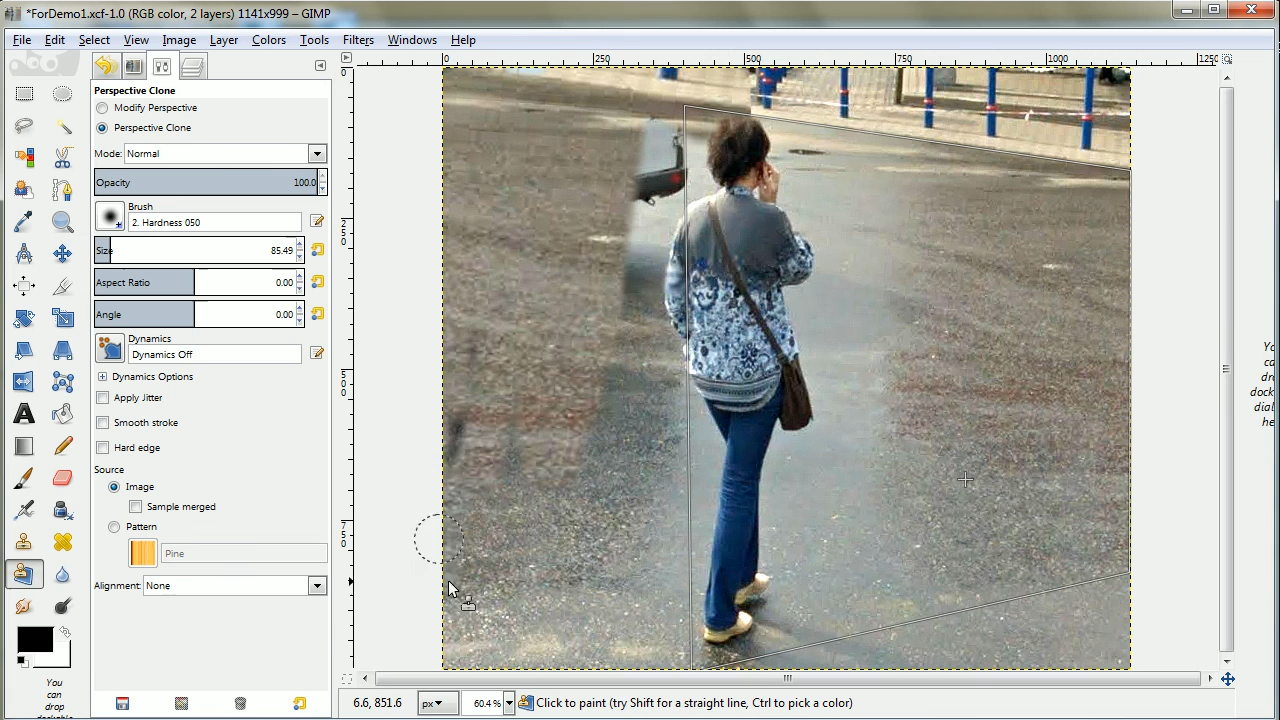 *ForDemo1.xcf-1.0 (RGB color, 2 layers) 1141x999 – GIMP
File Edit Select View Image Layer Colors Tools Filters Windows Help
0 250 500 750 1000 1250
0
250
500
750
Perspective Clone
Modify Perspective
Perspective Clone
Mode: Normal
Opacity 100.0
Brush
2. Hardness 050
Size 85.49
Aspect Ratio 0.00
Angle 0.00
Dynamics
Dynamics Off
Dynamics Options
Apply Jitter
Smooth stroke
Hard edge
Source
Image
Sample merged
Pattern
Pine
Alignment: None
You
can
drop
6.6, 851.6 px 60.4% Click to paint (try Shift for a straight line, Ctrl to pick a color)